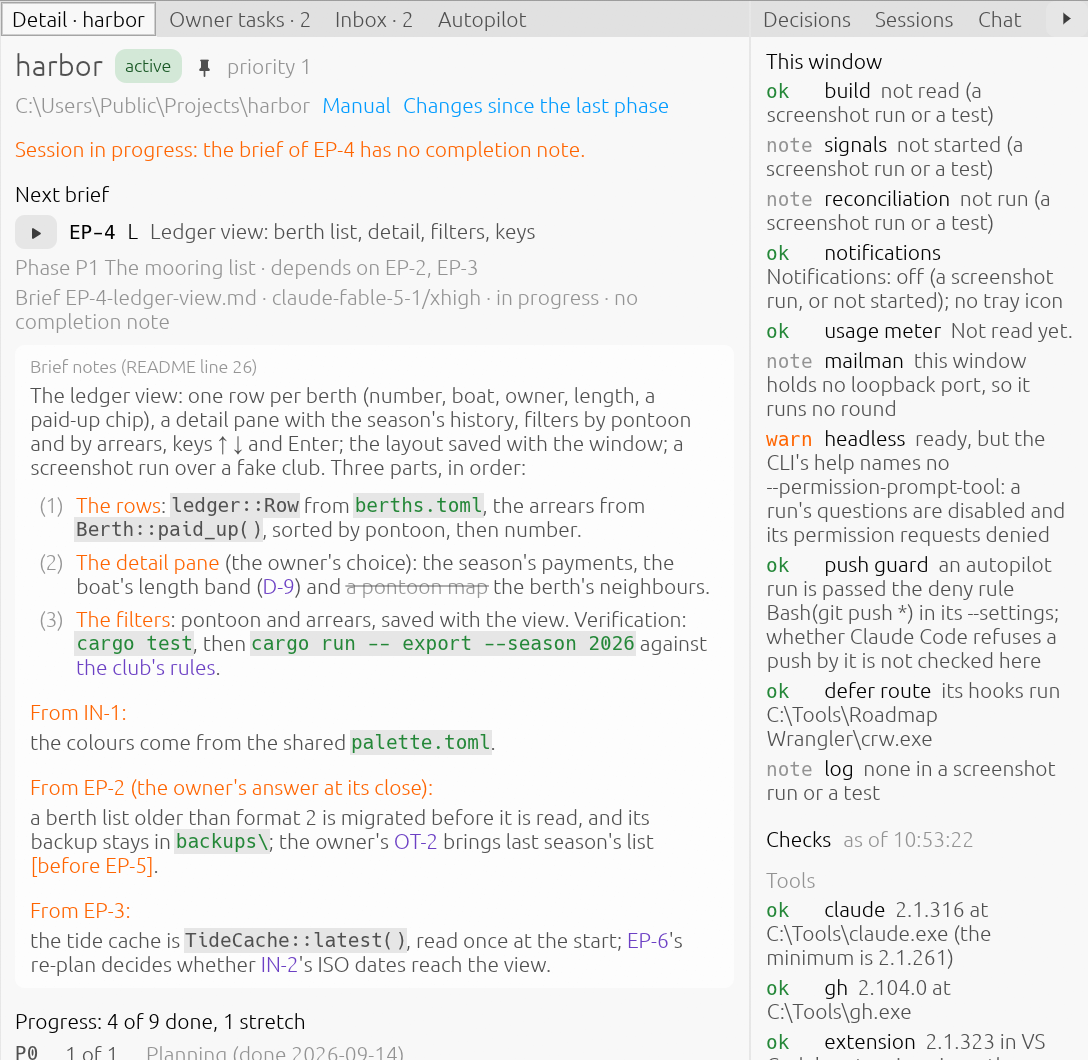 Detail · harbor
Owner tasks · 2
Inbox · 2
Autopilot
harbor active priority 1
C:\Users\Public\Projects\harbor Manual Changes since the last phase
Session in progress: the brief of EP-4 has no completion note.
Next brief
EP-4 L Ledger view: berth list, detail, filters, keys
Phase P1 The mooring list · depends on EP-2, EP-3
Brief EP-4-ledger-view.md · claude-fable-5-1/xhigh · in progress · no
completion note
Brief notes (README line 26)
The ledger view: one row per berth (number, boat, owner, length, a
paid-up chip), a detail pane with the season's history, filters by pontoon
and by arrears, keys ↑↓ and Enter; the layout saved with the window; a
screenshot run over a fake club. Three parts, in order:
(1) The rows: ledger::Row from berths.toml, the arrears from
Berth::paid_up(), sorted by pontoon, then number.
(2) The detail pane (the owner's choice): the season's payments, the
boat's length band (D-9) and a pontoon map the berth's neighbours.
(3) The filters: pontoon and arrears, saved with the view. Verification:
cargo test, then cargo run -- export --season 2026 against
the club's rules.
From IN-1:
the colours come from the shared palette.toml.
From EP-2 (the owner's answer at its close):
a berth list older than format 2 is migrated before it is read, and its
backup stays in backups\; the owner's OT-2 brings last season's list
[before EP-5].
From EP-3:
the tide cache is TideCache::latest(), read once at the start; EP-6's
re-plan decides whether IN-2's ISO dates reach the view.
Progress: 4 of 9 done, 1 stretch
P0 1 of 1 Planning (done 2026-09-14)
Decisions
Sessions
Chat
This window
ok build not read (a
screenshot run or a test)
note signals not started (a
screenshot run or a test)
note reconciliation not run (a
screenshot run or a test)
ok notifications
Notifications: off (a screenshot
run, or not started); no tray icon
ok usage meter Not read yet.
note mailman this window
holds no loopback port, so it
runs no round
warn headless ready, but the
CLI's help names no
--permission-prompt-tool: a
run's questions are disabled and
its permission requests denied
ok push guard an autopilot
run is passed the deny rule
Bash(git push *) in its --settings;
whether Claude Code refuses a
push by it is not checked here
ok defer route its hooks run
C:\Tools\Roadmap
Wrangler\crw.exe
note log none in a screenshot
run or a test
Checks as of 10:53:22
Tools
ok claude 2.1.316 at
C:\Tools\claude.exe (the
minimum is 2.1.261)
ok gh 2.104.0 at
C:\Tools\gh.exe
ok extension 2.1.323 in VS